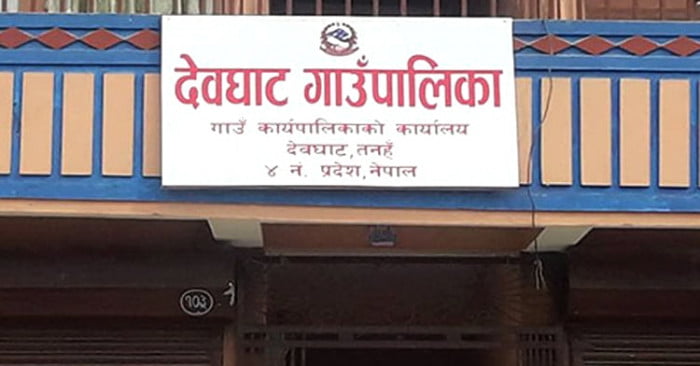 देवघाट गाउँपालिका
गाउँ कार्यपालिकाको कार्यालय
देवघाट,तनहुँ
४ नं. प्रदेश,नेपाल